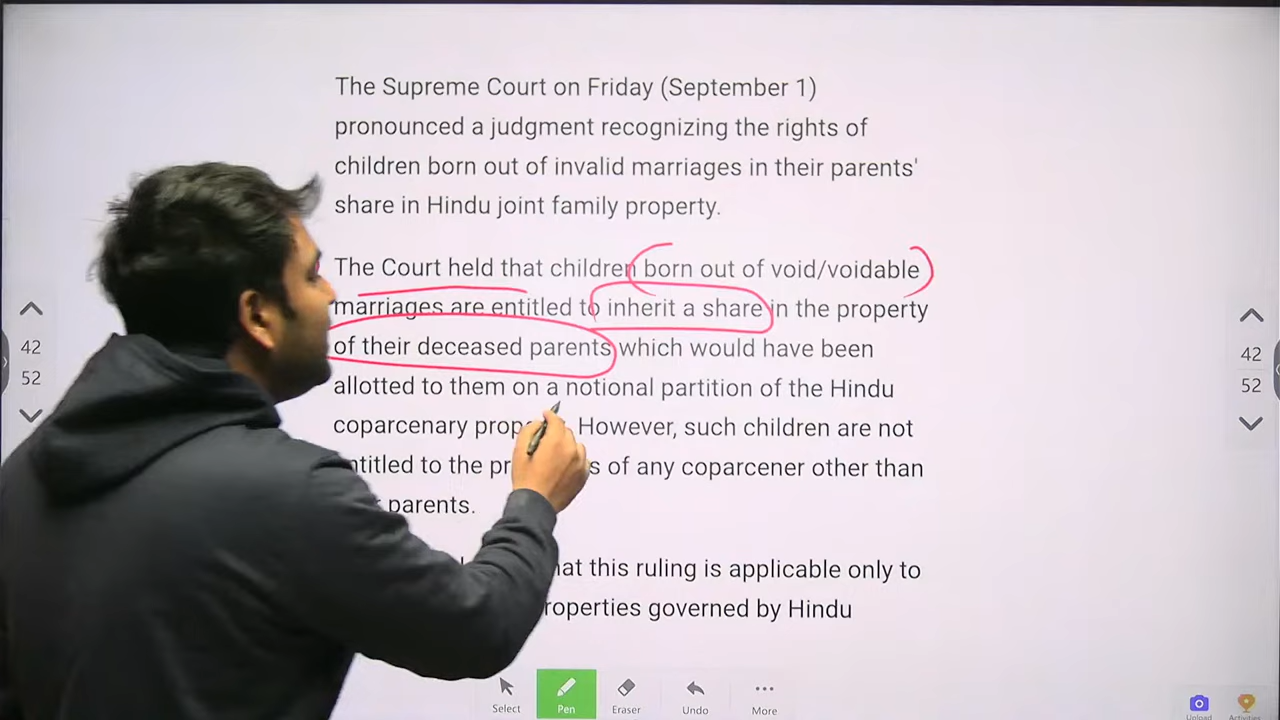 The Supreme Court on Friday (September 1)
pronounced a judgment recognizing the rights of
children born out of invalid marriages in their parents'
share in Hindu joint family property.
The Court held that children born out of void/voidable
marriages are entitled to inherit a share in the property
of their deceased parents which would have been
allotted to them on a notional partition of the Hindu
coparcenary However, such children are not
to the of any coparcener other than
parents.
this ruling is applicable only to
governed by Hindu
42
52
42
52
Select
Pen
Eraser
Undo
More
Upload
Activities